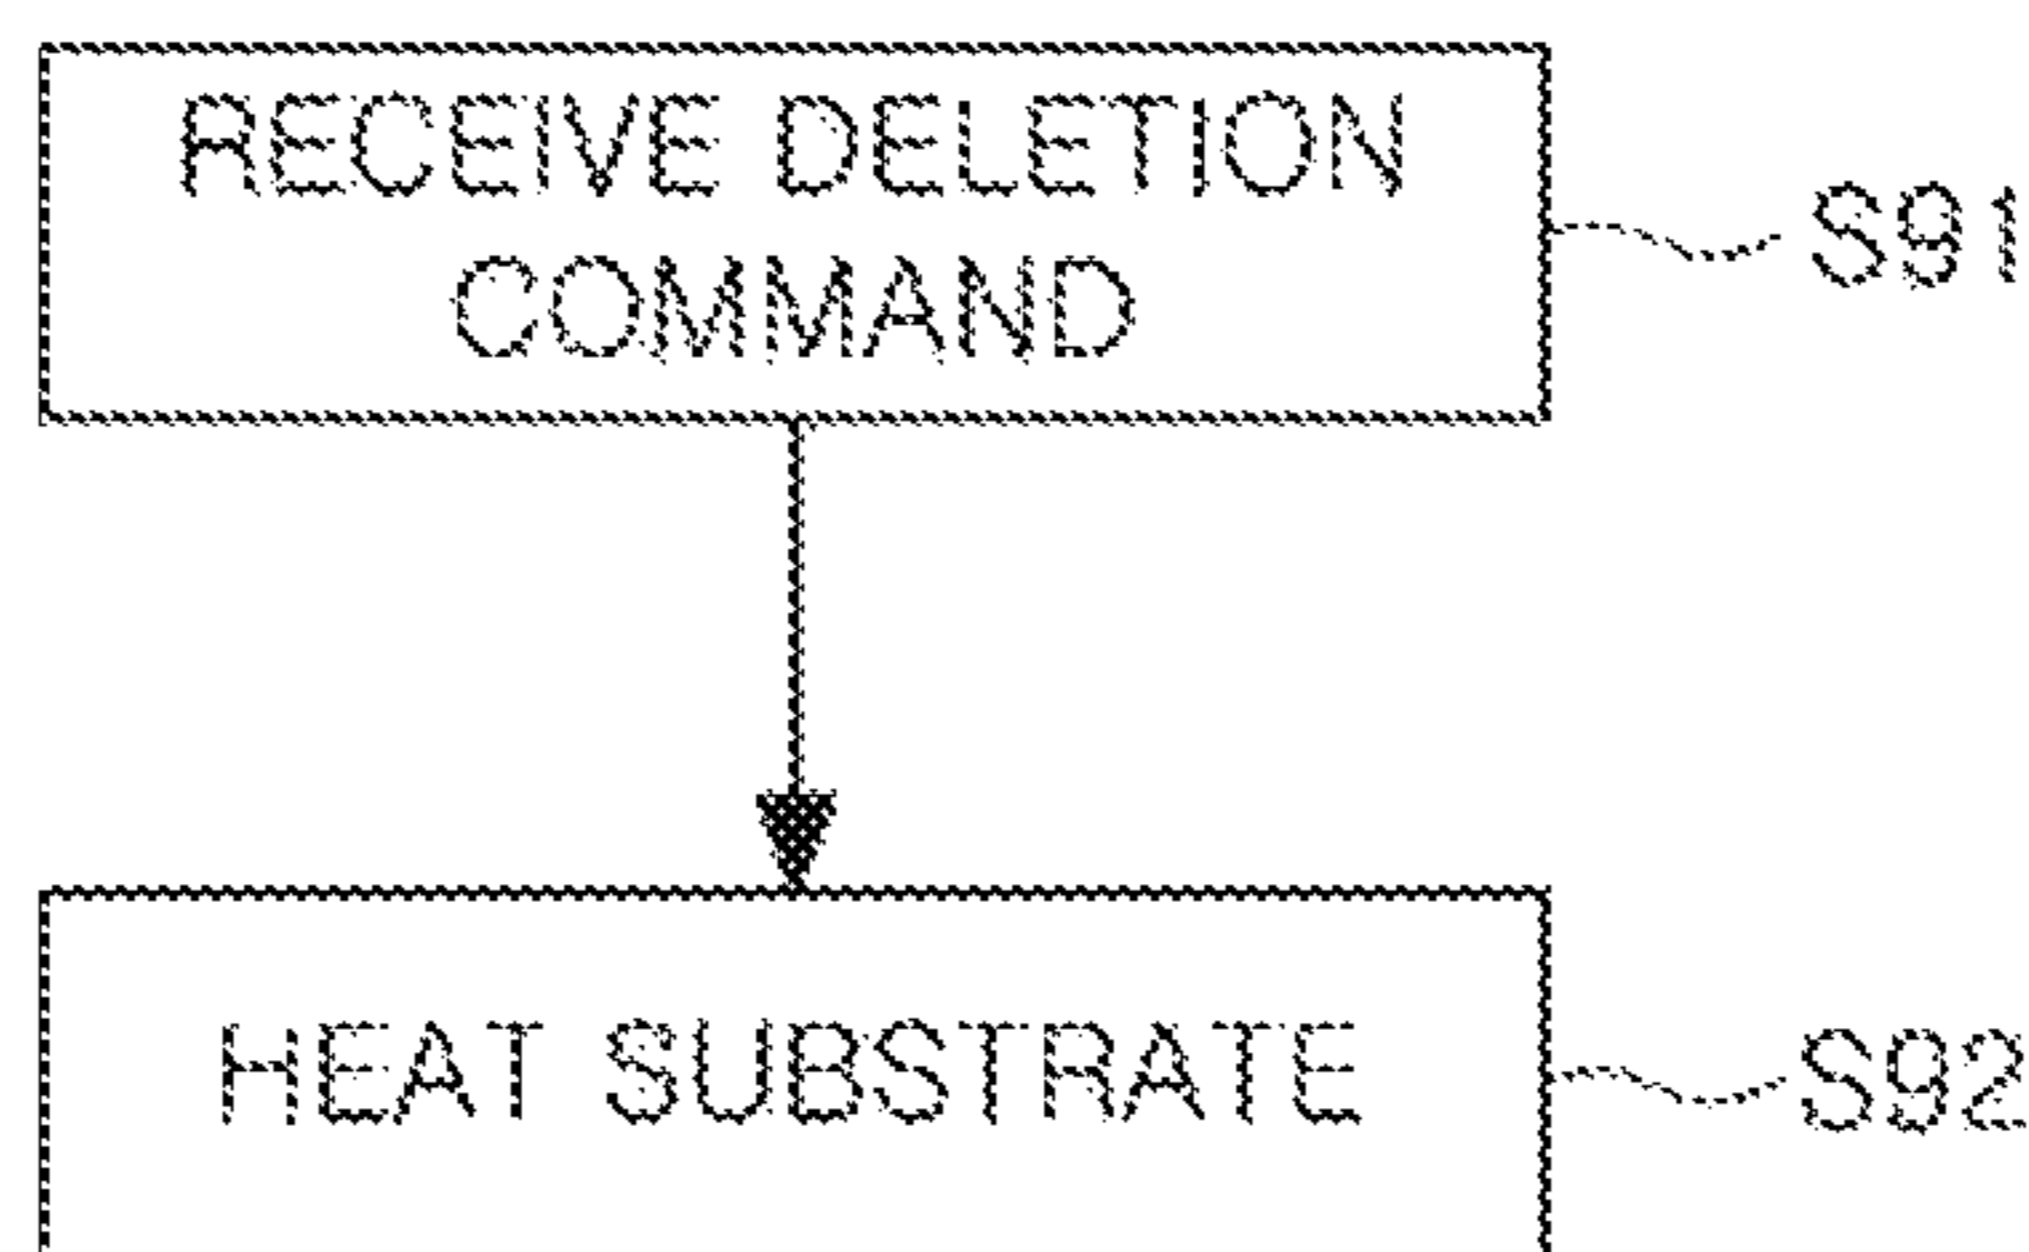 RECEIVE DELETION
COMMAND
S91
HEAT SUBSTRATE
S92